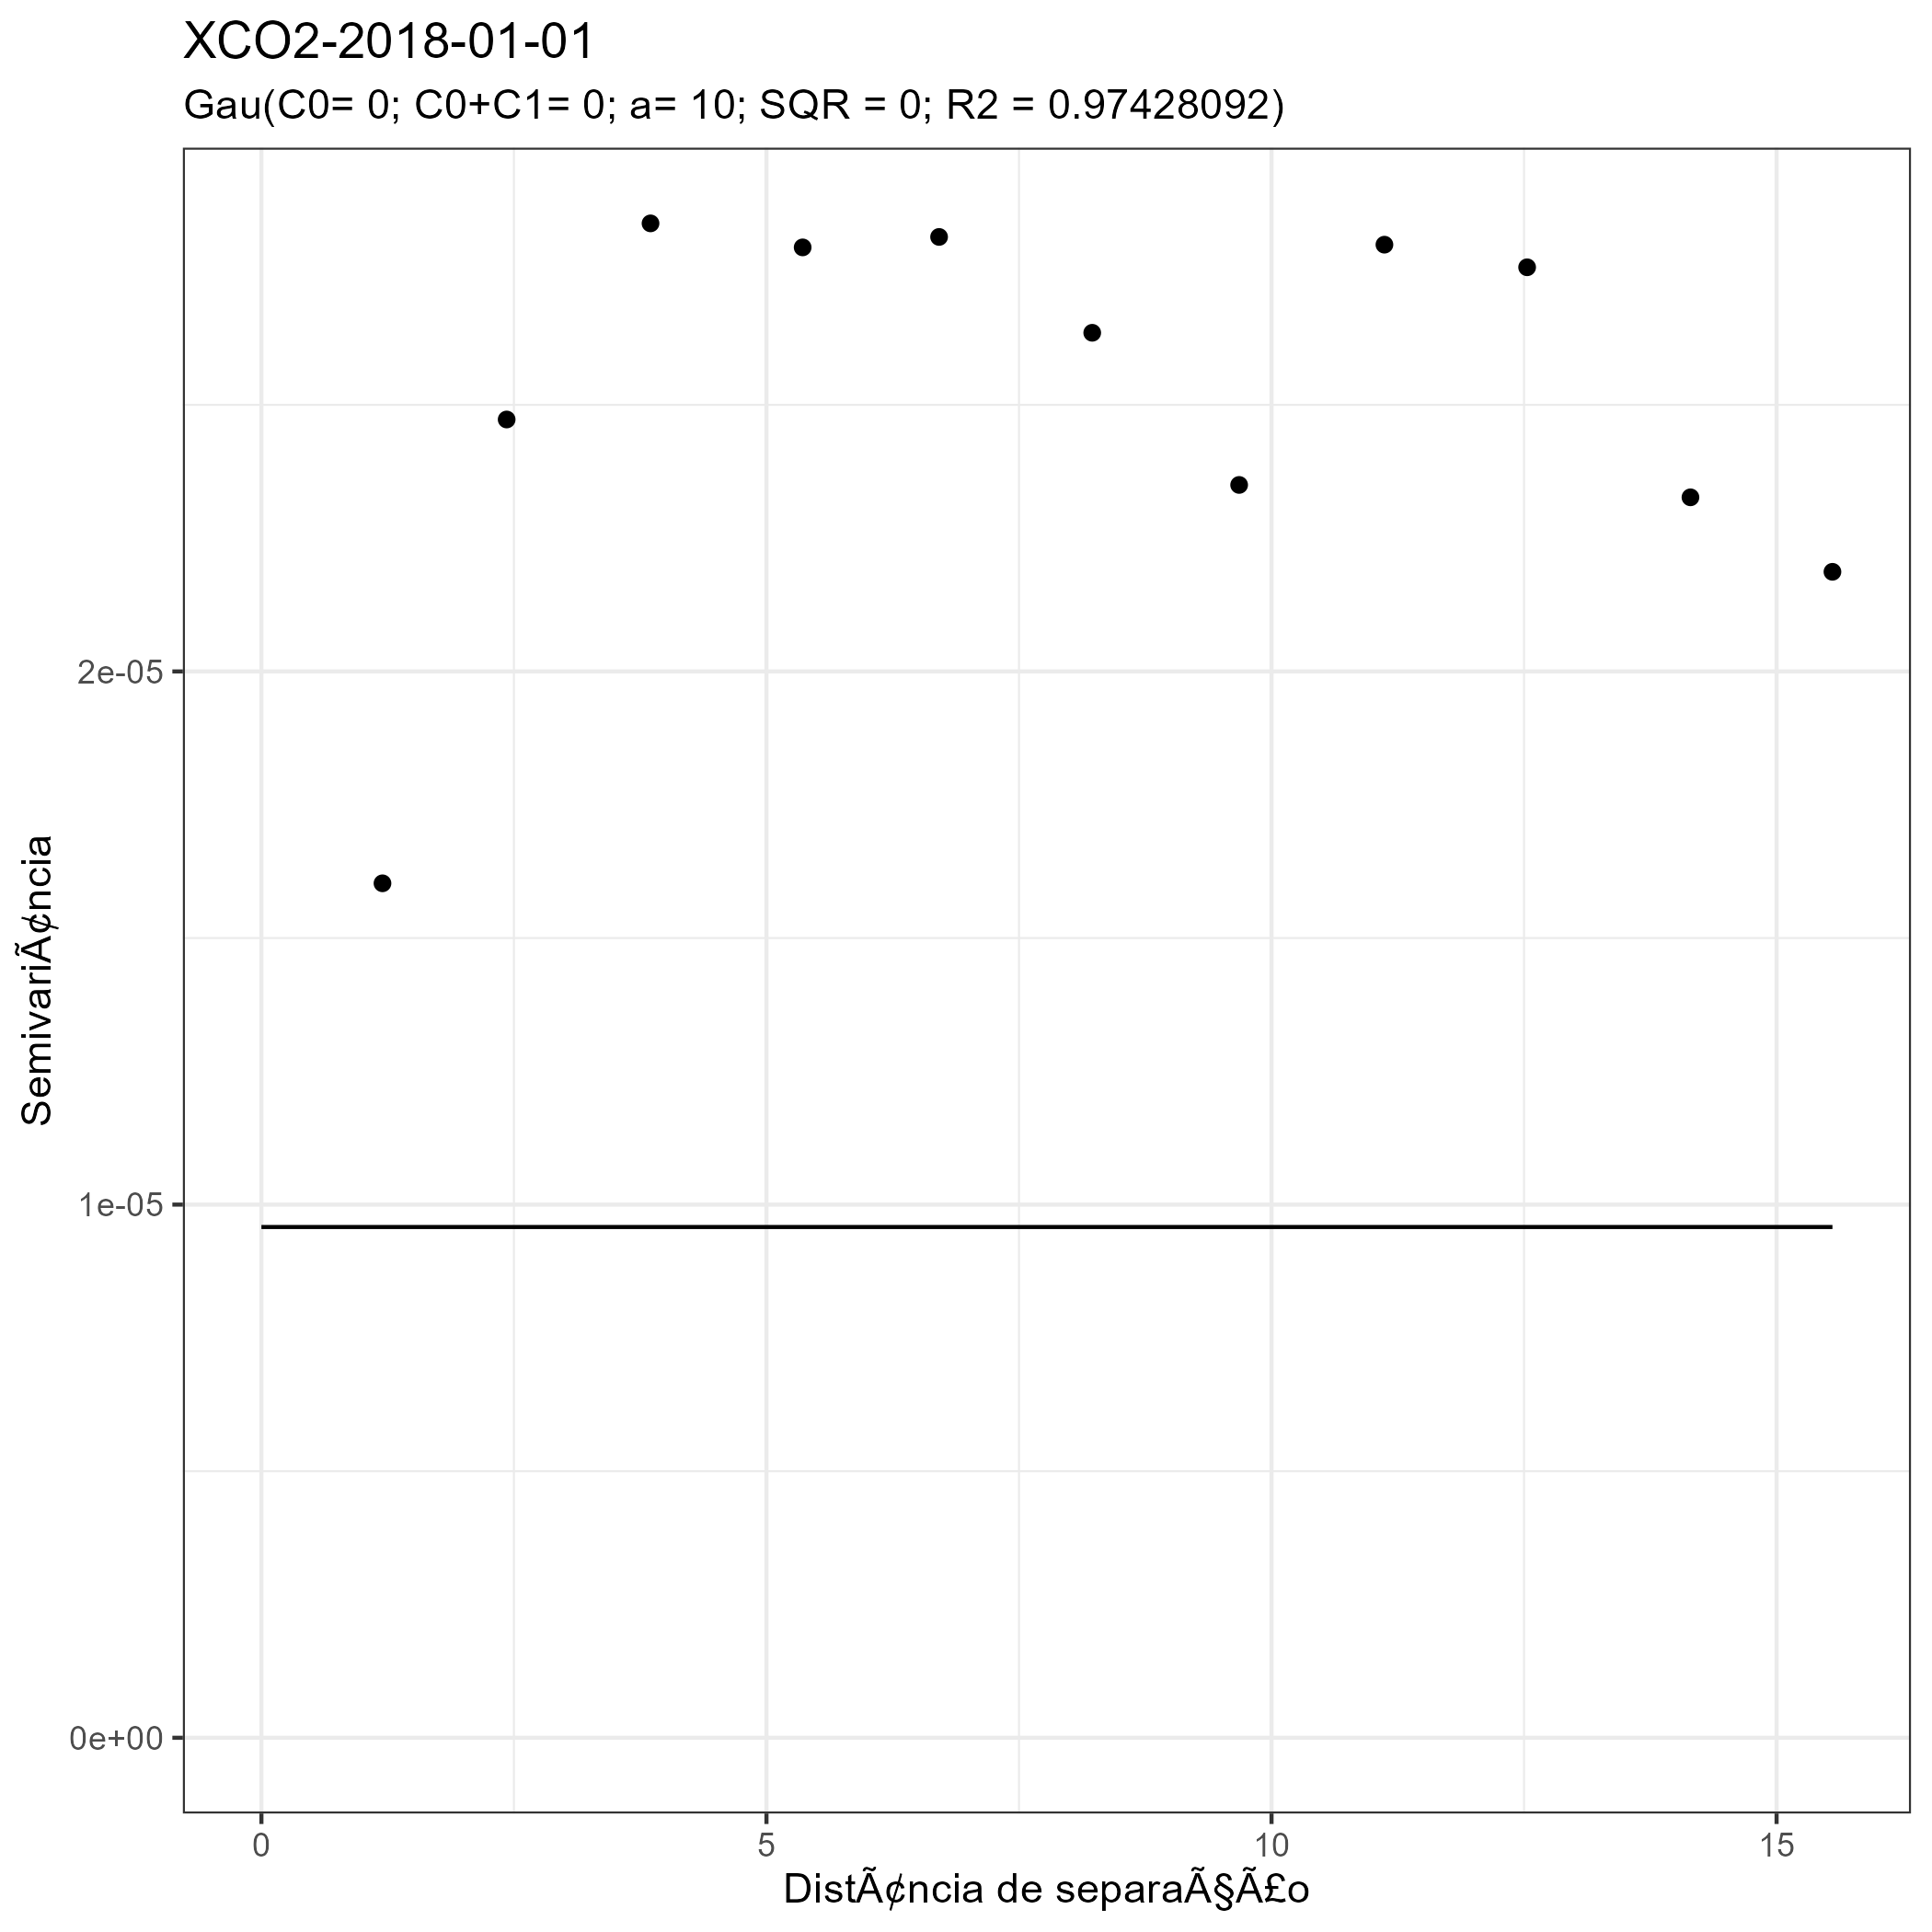 XCO2-2018-01-01
Gau(C0= 0; C0+C1= 0; a= 10; SQR = 0; R2 = 0.97428092)
SemivariÃ¢ncia
2e-05
1e-05
0e+00
0 5 10 15
DistÃ¢ncia de separaÃ§Ã£o